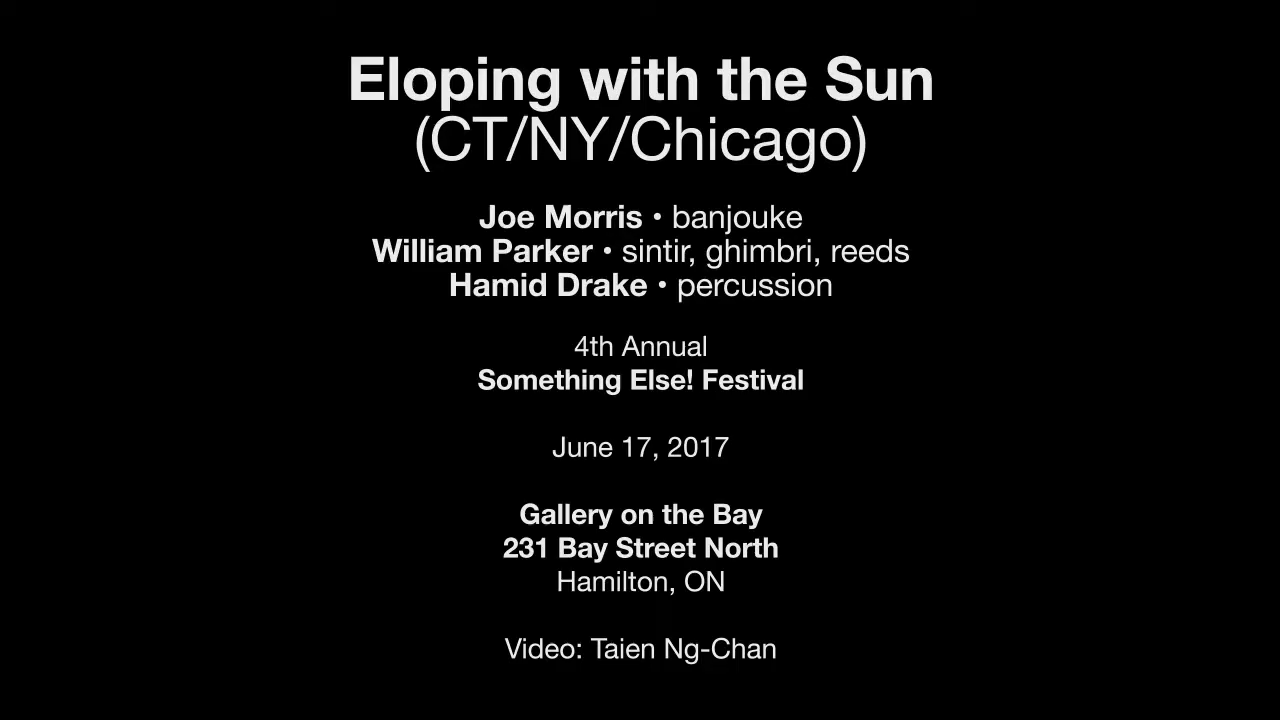 Eloping with the Sun
(CT/NY/Chicago)
Joe Morris • banjouke
William Parker • sintir, ghimbri, reeds
Hamid Drake • percussion
4th Annual
Something Else! Festival
June 17, 2017
Gallery on the Bay
231 Bay Street North
Hamilton, ON
Video: Taien Ng-Chan